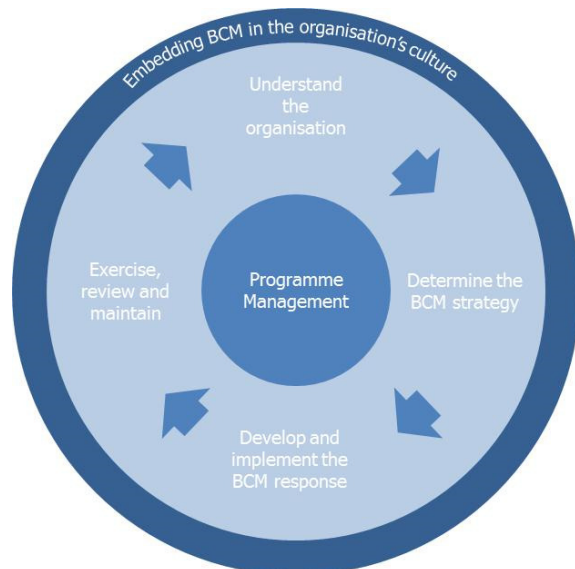 Embedding BCM in the organisation's culture
Understand
the
organisation
Exercise,
review and
maintain
Programme
Management
Determine the
BCM strategy
Develop and
implement the
BCM response